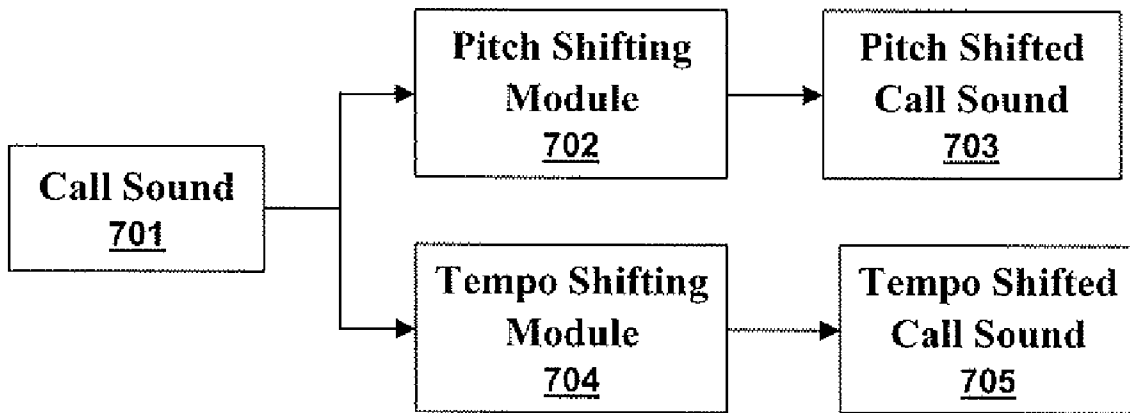 Call Sound
701
Pitch Shifting
Module
702
Pitch Shifted
Call Sound
703
Tempo Shifting
Module
704
Tempo Shifted
Call Sound
705